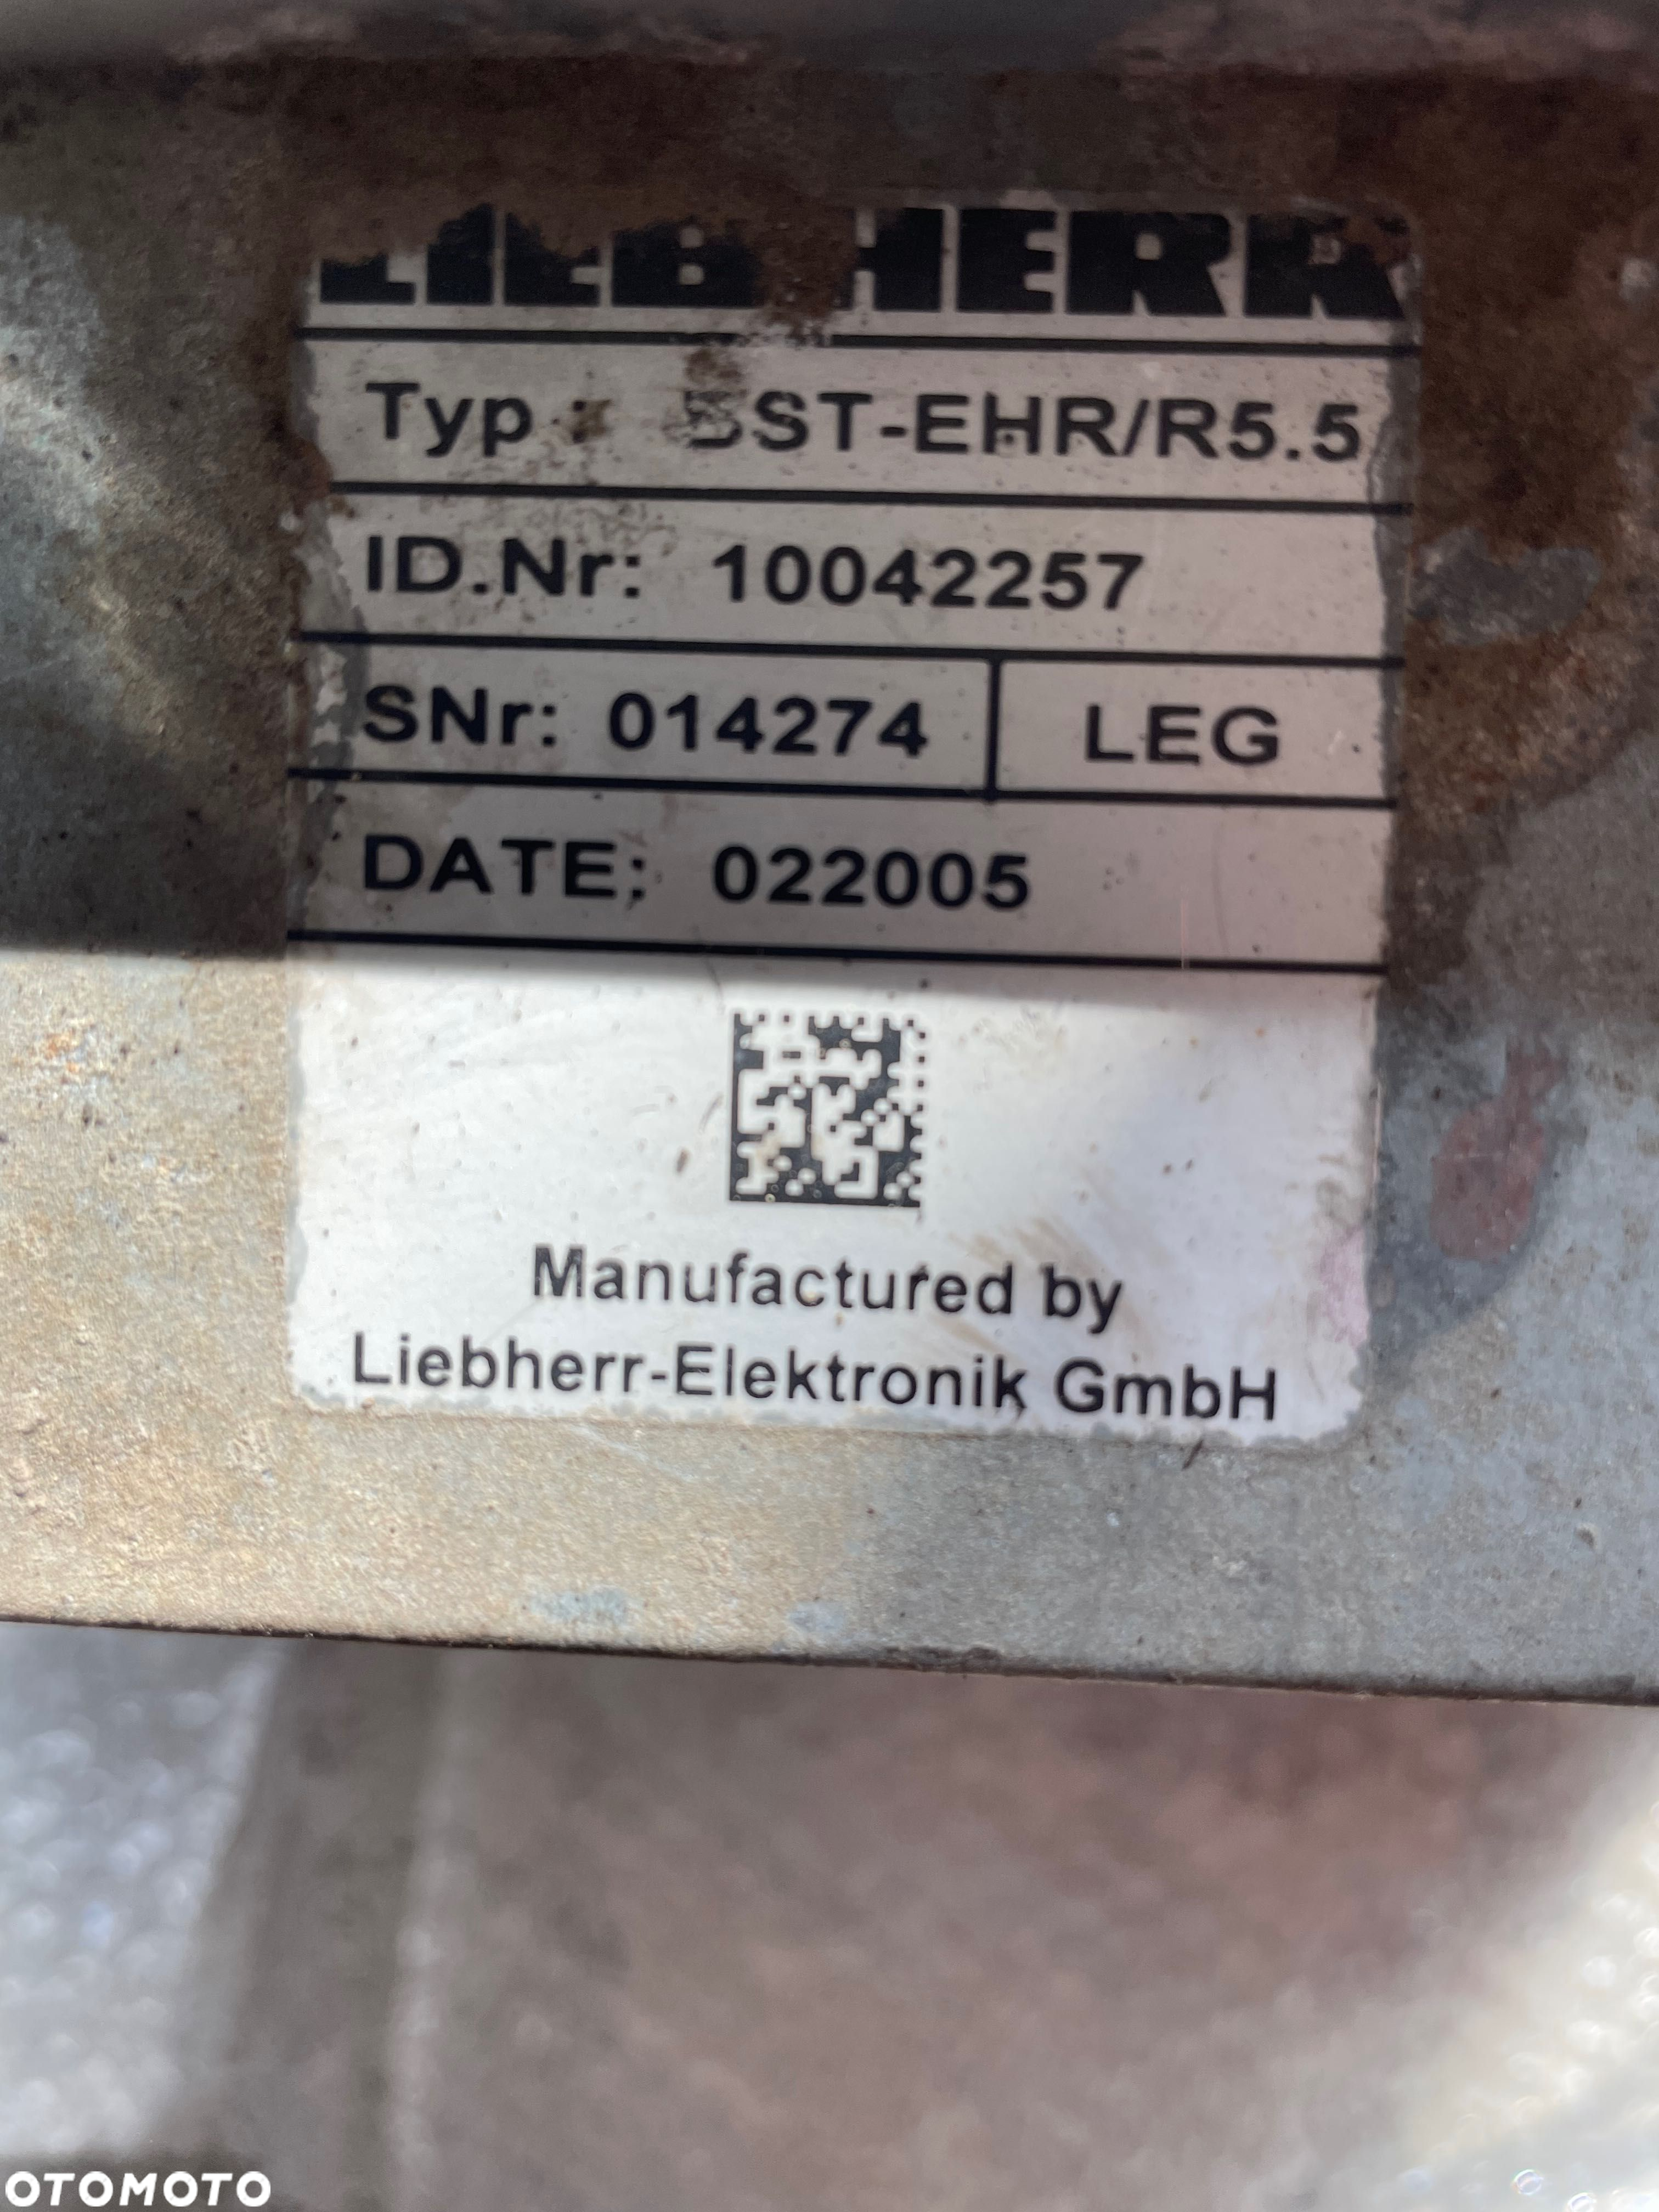 LIEBHERR
Typ : BST-EHR/R5.5
ID.Nr: 10042257
SNr: 014274 LEG
DATE: 022005
Manufactured by
Liebherr-Elektronik GmbH
OTOMOTO